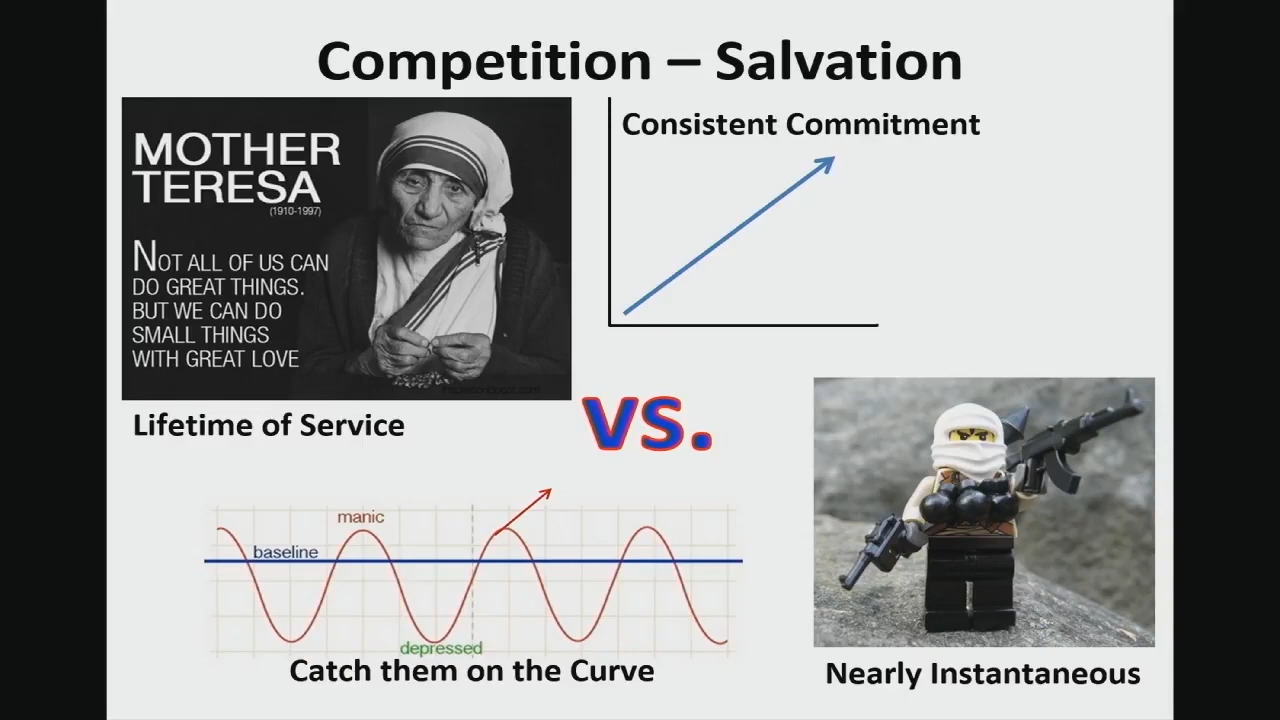 Competition – Salvation
MOTHER
TERESA
(1910-1997)
NOT ALL OF US CAN
DO GREAT THINGS.
BUT WE CAN DO
SMALL THINGS
WITH GREAT LOVE
Lifetime of Service
Consistent Commitment
vs.
manic
baseline
depressed
Catch them on the Curve
Nearly Instantaneous